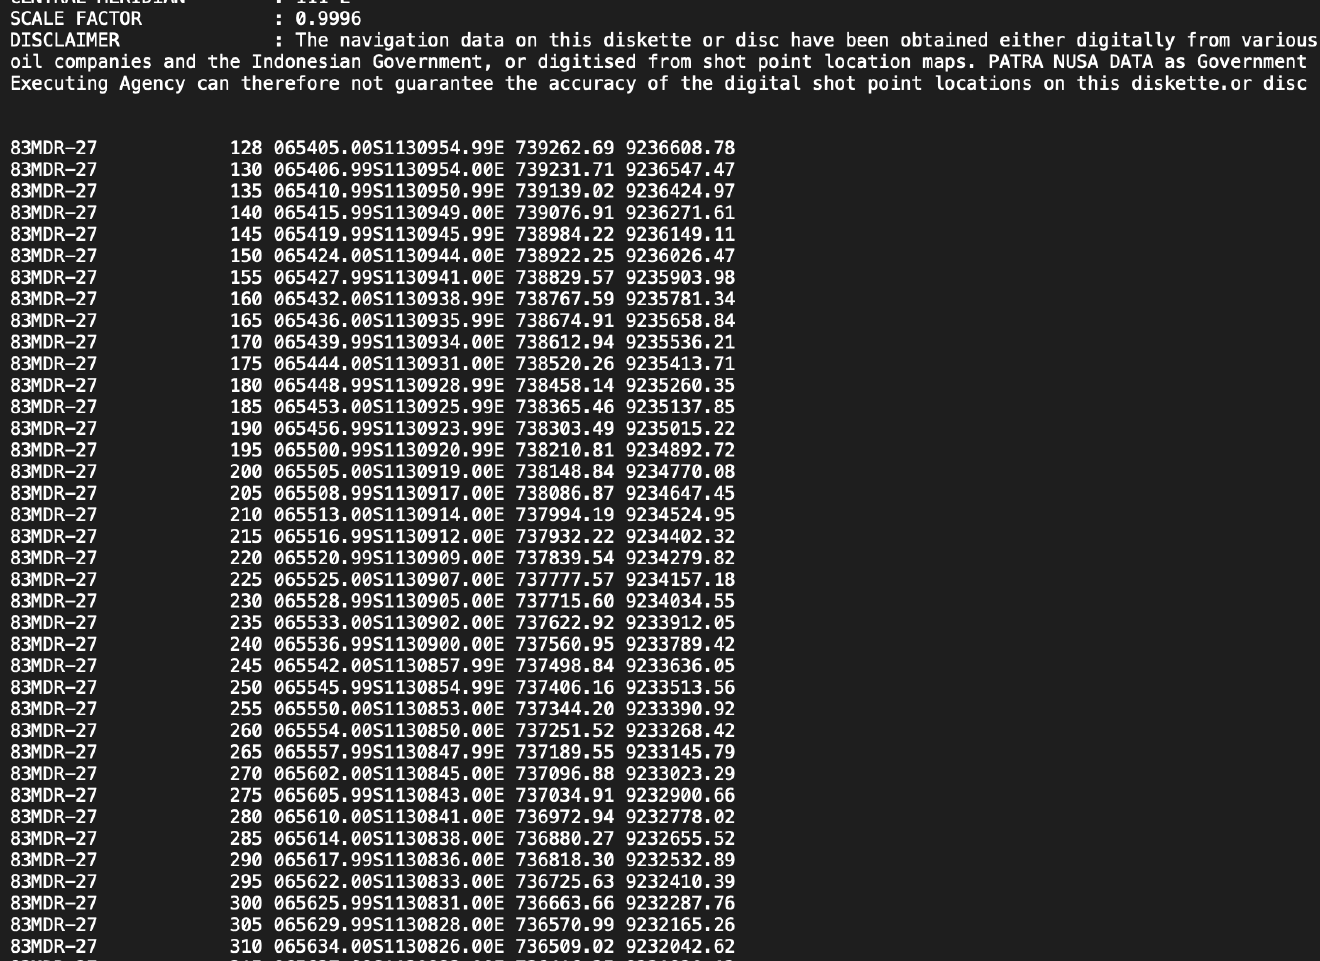 CENTRAL MERIDIAN : 111 E
SCALE FACTOR : 0.9996
DISCLAIMER : The navigation data on this diskette or disc have been obtained either digitally from various
oil companies and the Indonesian Government, or digitised from shot point location maps. PATRA NUSA DATA as Government
Executing Agency can therefore not guarantee the accuracy of the digital shot point locations on this diskette.or disc
83MDR-27 128 065405.00S1130954.99E 739262.69 9236608.78
83MDR-27 130 065406.99S1130954.00E 739231.71 9236547.47
83MDR-27 135 065410.99S1130950.99E 739139.02 9236424.97
83MDR-27 140 065415.99S1130949.00E 739076.91 9236271.61
83MDR-27 145 065419.99S1130945.99E 738984.22 9236149.11
83MDR-27 150 065424.00S1130944.00E 738922.25 9236026.47
83MDR-27 155 065427.99S1130941.00E 738829.57 9235903.98
83MDR-27 160 065432.00S1130938.99E 738767.59 9235781.34
83MDR-27 165 065436.00S1130935.99E 738674.91 9235658.84
83MDR-27 170 065439.99S1130934.00E 738612.94 9235536.21
83MDR-27 175 065444.00S1130931.00E 738520.26 9235413.71
83MDR-27 180 065448.99S1130928.99E 738458.14 9235260.35
83MDR-27 185 065453.00S1130925.99E 738365.46 9235137.85
83MDR-27 190 065456.99S1130923.99E 738303.49 9235015.22
83MDR-27 195 065500.99S1130920.99E 738210.81 9234892.72
83MDR-27 200 065505.00S1130919.00E 738148.84 9234770.08
83MDR-27 205 065508.99S1130917.00E 738086.87 9234647.45
83MDR-27 210 065513.00S1130914.00E 737994.19 9234524.95
83MDR-27 215 065516.99S1130912.00E 737932.22 9234402.32
83MDR-27 220 065520.99S1130909.00E 737839.54 9234279.82
83MDR-27 225 065525.00S1130907.00E 737777.57 9234157.18
83MDR-27 230 065528.99S1130905.00E 737715.60 9234034.55
83MDR-27 235 065533.00S1130902.00E 737622.92 9233912.05
83MDR-27 240 065536.99S1130900.00E 737560.95 9233789.42
83MDR-27 245 065542.00S1130857.99E 737498.84 9233636.05
83MDR-27 250 065545.99S1130854.99E 737406.16 9233513.56
83MDR-27 255 065550.00S1130853.00E 737344.20 9233390.92
83MDR-27 260 065554.00S1130850.00E 737251.52 9233268.42
83MDR-27 265 065557.99S1130847.99E 737189.55 9233145.79
83MDR-27 270 065602.00S1130845.00E 737096.88 9233023.29
83MDR-27 275 065605.99S1130843.00E 737034.91 9232900.66
83MDR-27 280 065610.00S1130841.00E 736972.94 9232778.02
83MDR-27 285 065614.00S1130838.00E 736880.27 9232655.52
83MDR-27 290 065617.99S1130836.00E 736818.30 9232532.89
83MDR-27 295 065622.00S1130833.00E 736725.63 9232410.39
83MDR-27 300 065625.99S1130831.00E 736663.66 9232287.76
83MDR-27 305 065629.99S1130828.00E 736570.99 9232165.26
83MDR-27 310 065634.00S1130826.00E 736509.02 9232042.62